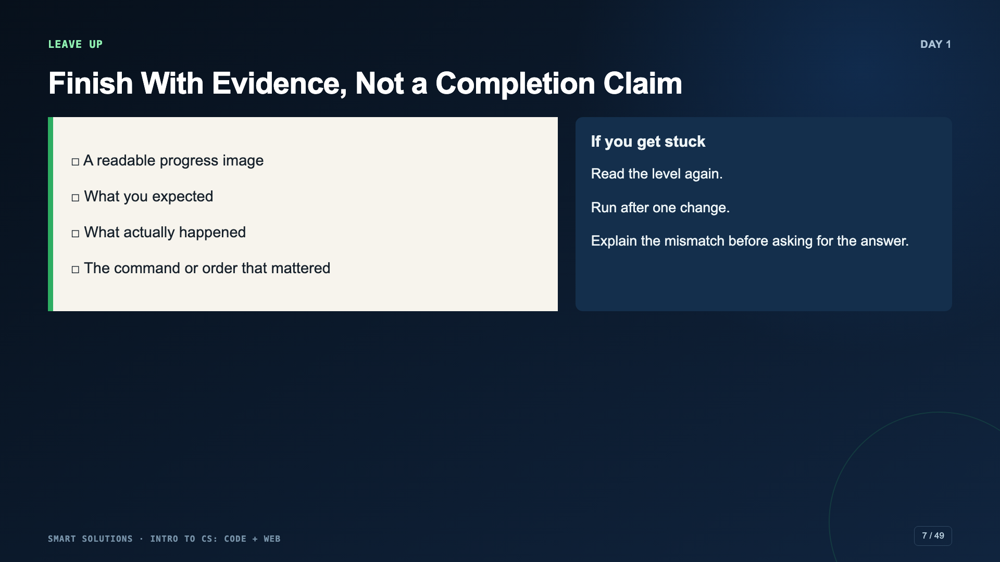 LEAVE UP
DAY 1
Finish With Evidence, Not a Completion Claim
□ A readable progress image
□ What you expected
□ What actually happened
□ The command or order that mattered
If you get stuck
Read the level again.
Run after one change.
Explain the mismatch before asking for the answer.
SMART SOLUTIONS · INTRO TO CS: CODE + WEB
7 / 49